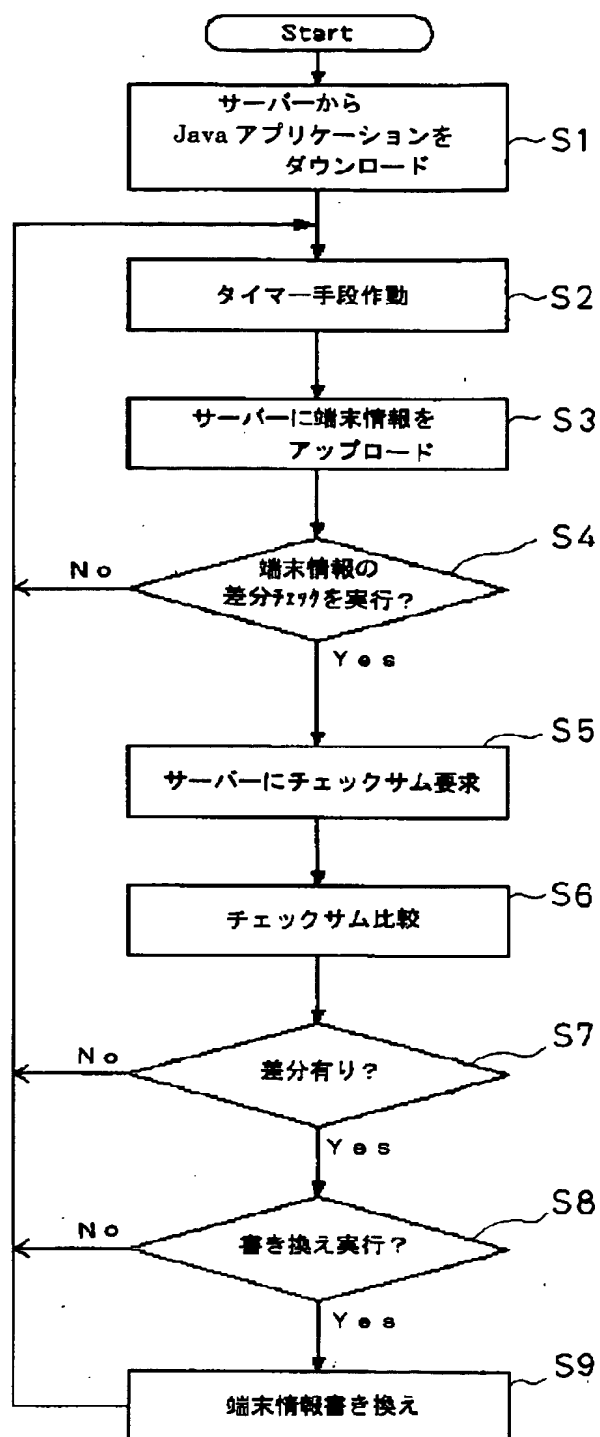 Start
サーバーから
Java アプリケーションを
ダウンロード
S1
タイマー手段作動
S2
サーバーに端末情報を
アップロード
S3
S4
端末情報の
差分ﾁｪｯｸを実行？
No
Yes
S5
サーバーにチェックサム要求
S6
チェックサム比較
S7
差分有り？
No
Yes
S8
書き換え実行？
No
Yes
S9
端末情報書き換え